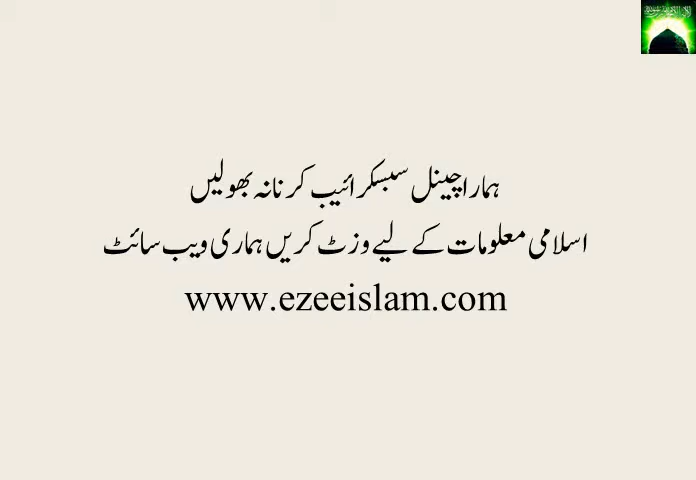 ہمارا چینل سبسکرائیب کرنا نہ بھولیں
اسلامی معلومات کے لیے وزٹ کریں ہماری ویب سائٹ
www.ezeeislam.com